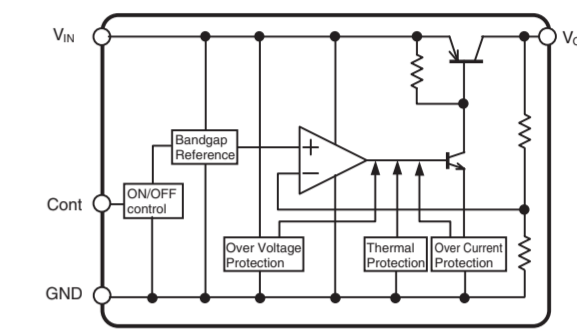 VIN
Bandgap
Reference
+
−
ON/OFF
control
Cont
Over Voltage
Protection
Thermal
Protection
Over Current
Protection
GND